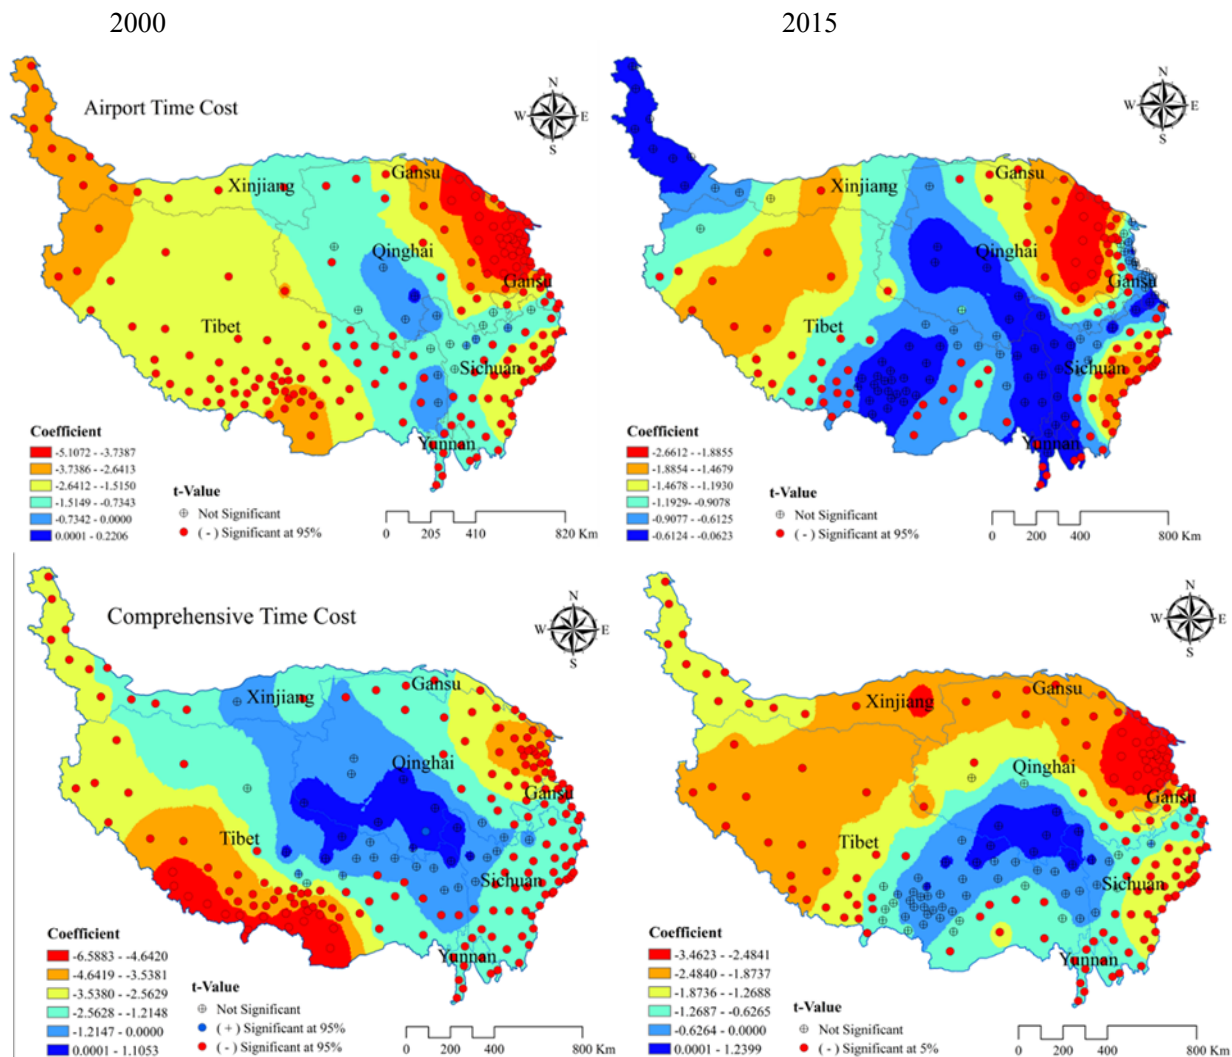 2000
2015
Airport Time Cost
N
W
E
S
Xinjiang
Gansu
Qinghai
Gansu
Tibet
Sichuan
Yunnan
Coefficient
-5.1072 - -3.7387
-3.7386 - -2.6413
-2.6412 - -1.5150
-1.5149 - -0.7343
-0.7342 - 0.0000
0.0001 - 0.2206
t-Value
Not Significant
( - ) Significant at 95%
0 205 410 820 Km
N
W
E
S
Xinjiang
Gansu
Qinghai
Gansu
Tibet
Sichuan
Yunnan
Coefficient
-2.6612 - -1.8855
-1.8854 - -1.4679
-1.4678 - -1.1930
-1.1929- -0.9078
-0.9077 - -0.6125
-0.6124 - -0.0623
t-Value
Not Significant
( - ) Significant at 95%
0 200 400 800 Km
Comprehensive Time Cost
N
W
E
S
Xinjiang
Gansu
Qinghai
Gansu
Tibet
Sichuan
Yunnan
Coefficient
-6.5883 - -4.6420
-4.6419 - -3.5381
-3.5380 - -2.5629
-2.5628 - -1.2148
-1.2147 - 0.0000
0.0001 - 1.1053
t-Value
Not Significant
( + ) Significant at 95%
( - ) Significant at 95%
0 200 400 800 Km
N
W
E
S
Xinjiang
Gansu
Qinghai
Gansu
Tibet
Sichuan
Yunnan
Coefficient
-3.4623 - -2.4841
-2.4840 - -1.8737
-1.8736 - -1.2688
-1.2687 - -0.6265
-0.6264 - 0.0000
0.0001 - 1.2399
t-Value
Not Significant
( - ) Significant at 5%
0 200 400 800 Km